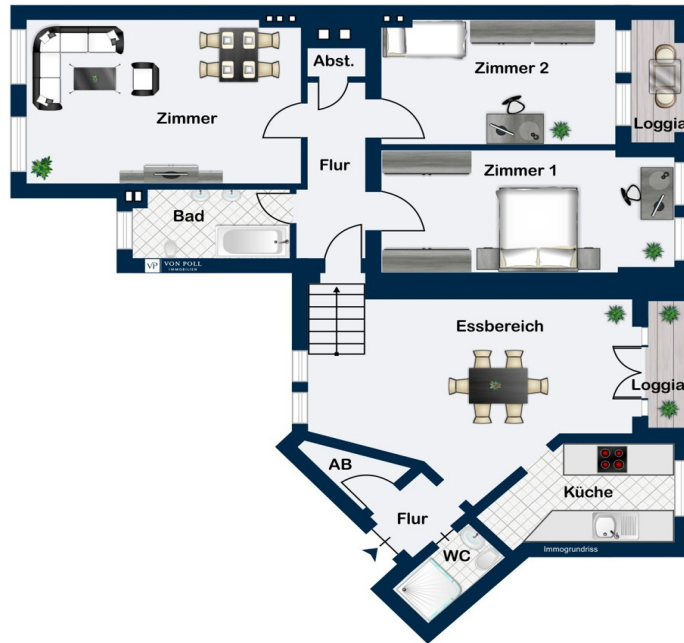 Abst.
Zimmer 2
Zimmer
Loggia
Flur
Zimmer 1
Bad
VP VON POLL
IMMOBILIEN
Essbereich
Loggia
AB
Küche
Flur
WC
Immogrundriss